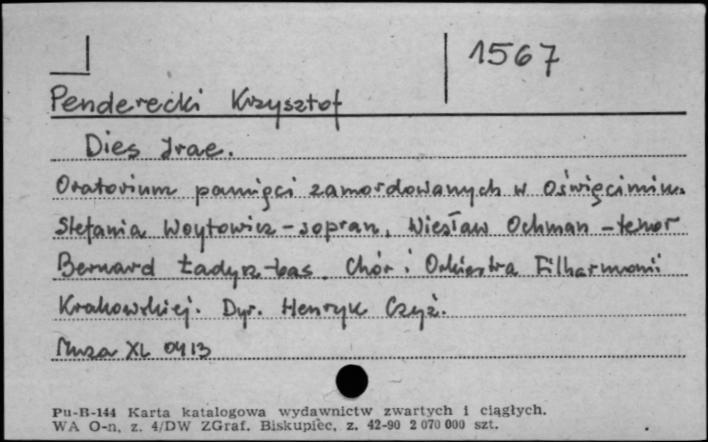 1567
Penderecki Krzysztof
Dies Irae.
Oratorium pamięci zamordowanych w Oświęcimiu.
Stefania Woytowicz - sopran, Wiesław Ochman - tenor
Bernard Ładysz - bas. Chór i Orkiestra Filharmonii
Krakowskiej. Dyr. Henryk Czyż.
Muza XL 0413
Pu-B-144 Karta katalogowa wydawnictw zwartych i ciągłych.
WA O-n, z. 4/DW ZGraf. Biskupiec, z. 42-90 2 070 000 szt.